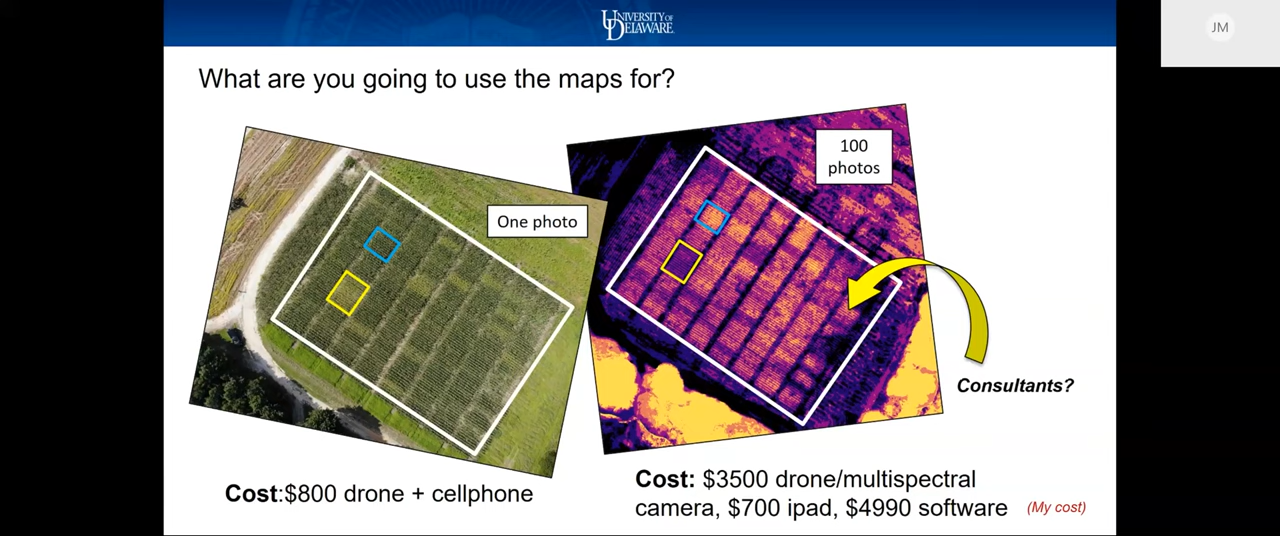 UNIVERSITY OF
DELAWARE
JM
What are you going to use the maps for?
One photo
100
photos
Consultants?
Cost:$800 drone + cellphone
Cost: $3500 drone/multispectral
camera, $700 ipad, $4990 software
(My cost)